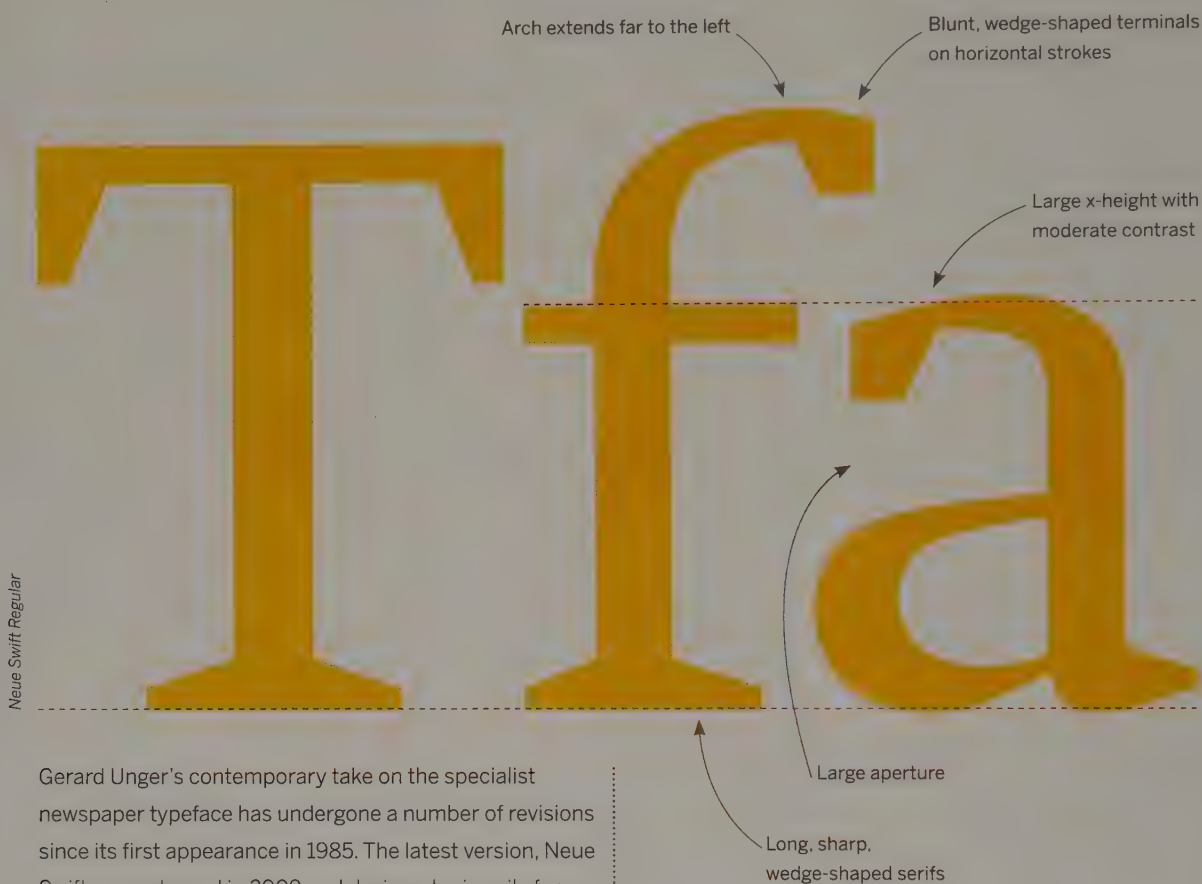 Arch extends far to the left
Blunt, wedge-shaped terminals
on horizontal strokes
Tfa
Large x-height with
moderate contrast
Neue Swift Regular
Gerard Unger's contemporary take on the specialist
newspaper typeface has undergone a number of revisions
since its first appearance in 1985. The latest version, Neue
Large aperture
Long, sharp,
wedge-shaped serifs